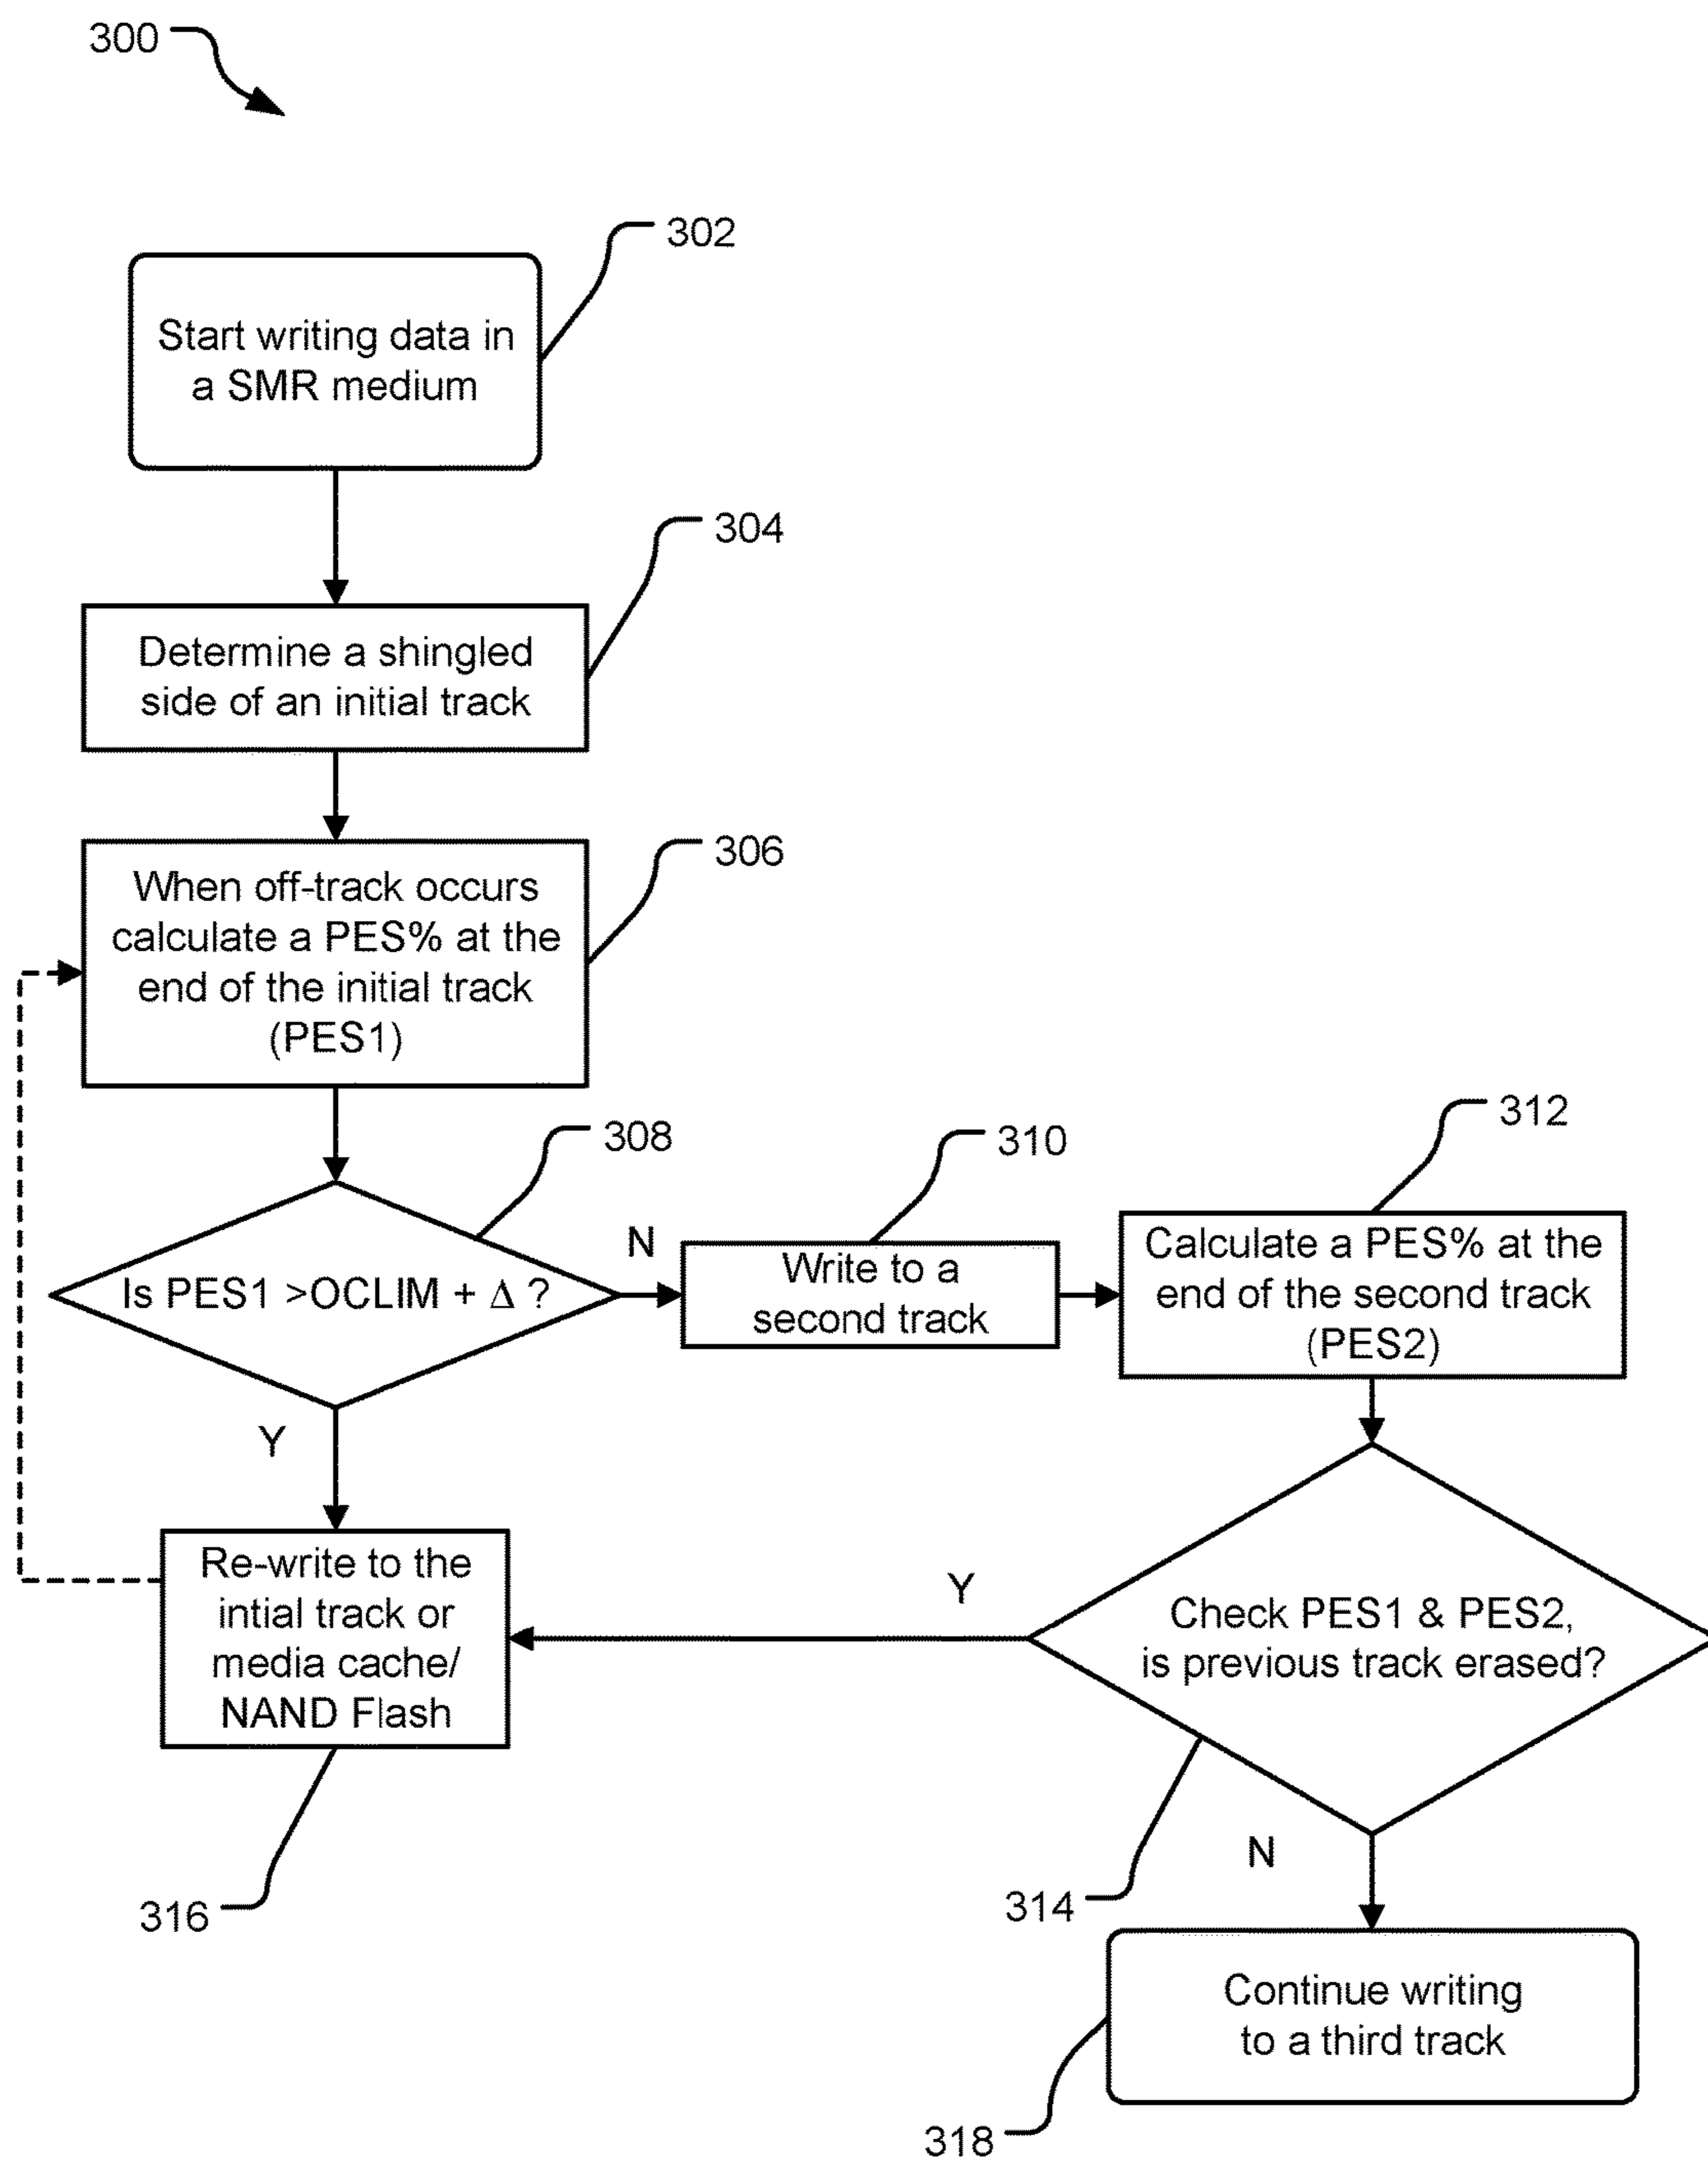 300
302
Start writing data in
a SMR medium
304
Determine a shingled
side of an initial track
306
When off-track occurs
calculate a PES% at the
end of the initial track
(PES1)
308
Is PES1 >OCLIM + Δ ?
N
310
Write to a
second track
312
Calculate a PES% at the
end of the second track
(PES2)
Y
Re-write to the
intial track or
media cache/
NAND Flash
316
Y
Check PES1 & PES2,
is previous track erased?
314
N
Continue writing
to a third track
318